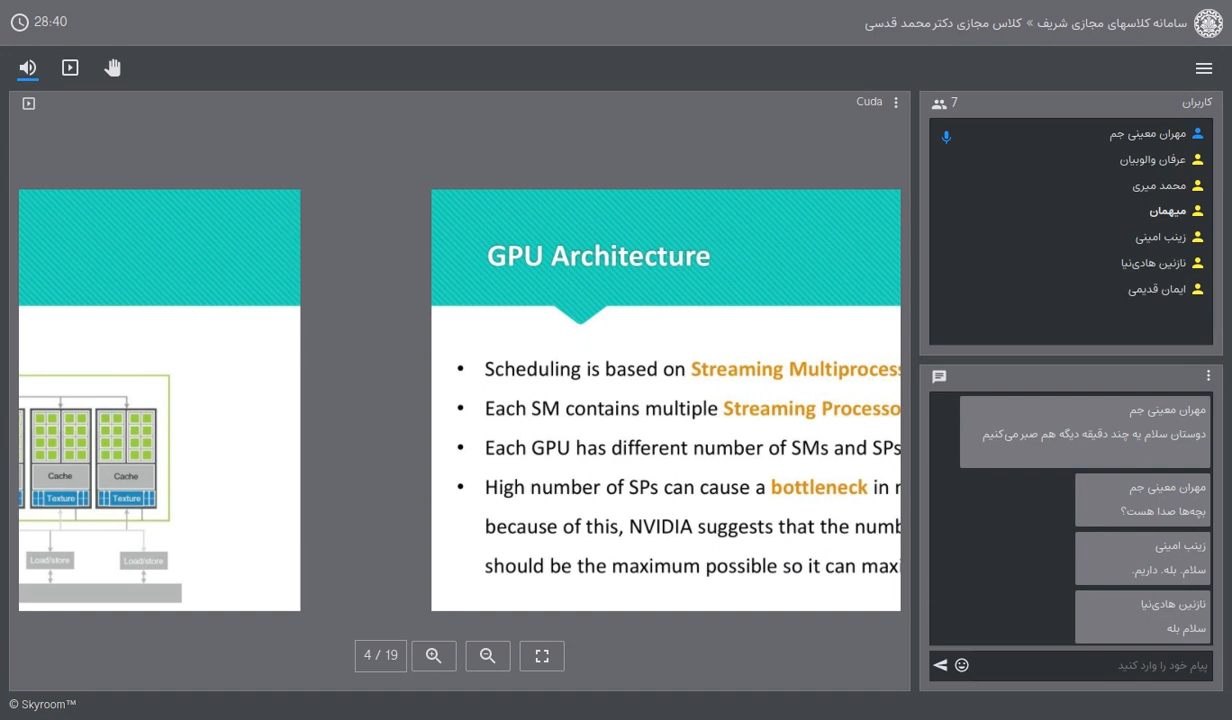 28:40
سامانه کلاسهای مجازی شریف » کلاس مجازی دکتر محمد قدسی
Cuda
GPU Architecture
• Scheduling is based on Streaming Multiprocess
• Each SM contains multiple Streaming Processo
• Each GPU has different number of SMs and SPs
• High number of SPs can cause a bottleneck in
because of this, NVIDIA suggests that the numb
should be the maximum possible so it can maxi
Cache
Cache
Texture
Texture
Load/store
Load/store
4 / 19
7
کاربران
مهران معینی جم
عرفان والوبیان
محمد میری
میهمان
زینب امینی
نازنین هادی‌نیا
ایمان قدیمی
مهران معینی جم
دوستان سلام یه چند دقیقه دیگه هم صبر می‌کنیم
مهران معینی جم
بچه‌ها صدا هست؟
زینب امینی
سلام. بله. داریم.
نازنین هادی‌نیا
سلام بله
پیام خود را وارد کنید
© Skyroom™